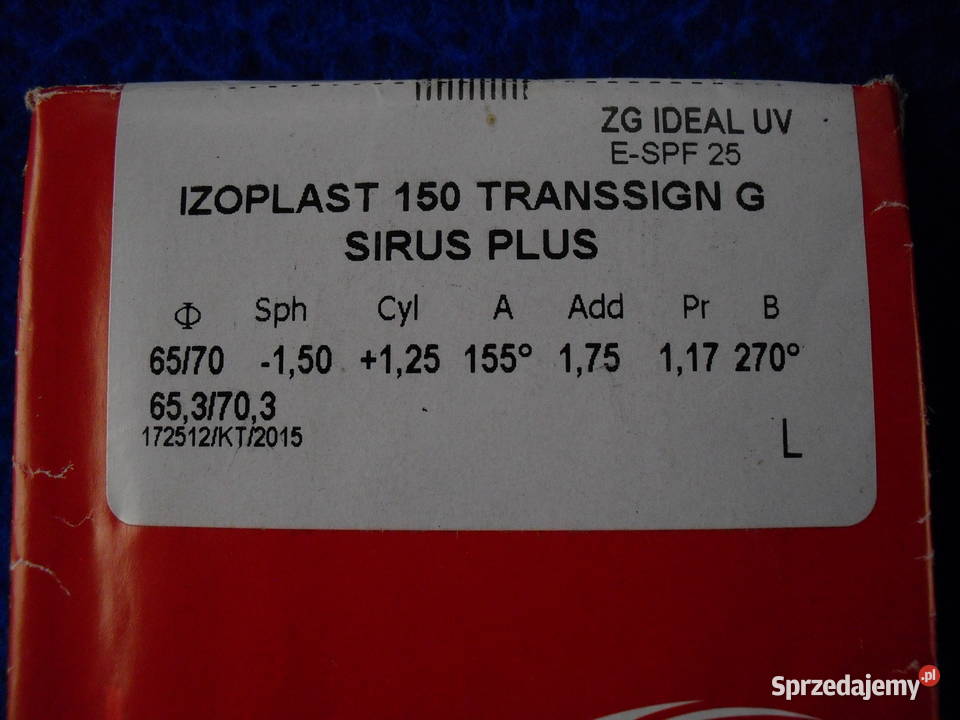 ZG IDEAL UV
E-SPF 25
IZOPLAST 150 TRANSSIGN G
SIRUS PLUS
Φ Sph Cyl A Add Pr B
65/70 -1,50 +1,25 155° 1,75 1,17 270°
65,3/70,3
172512/KT/2015
L
Sprzedajemy.pl